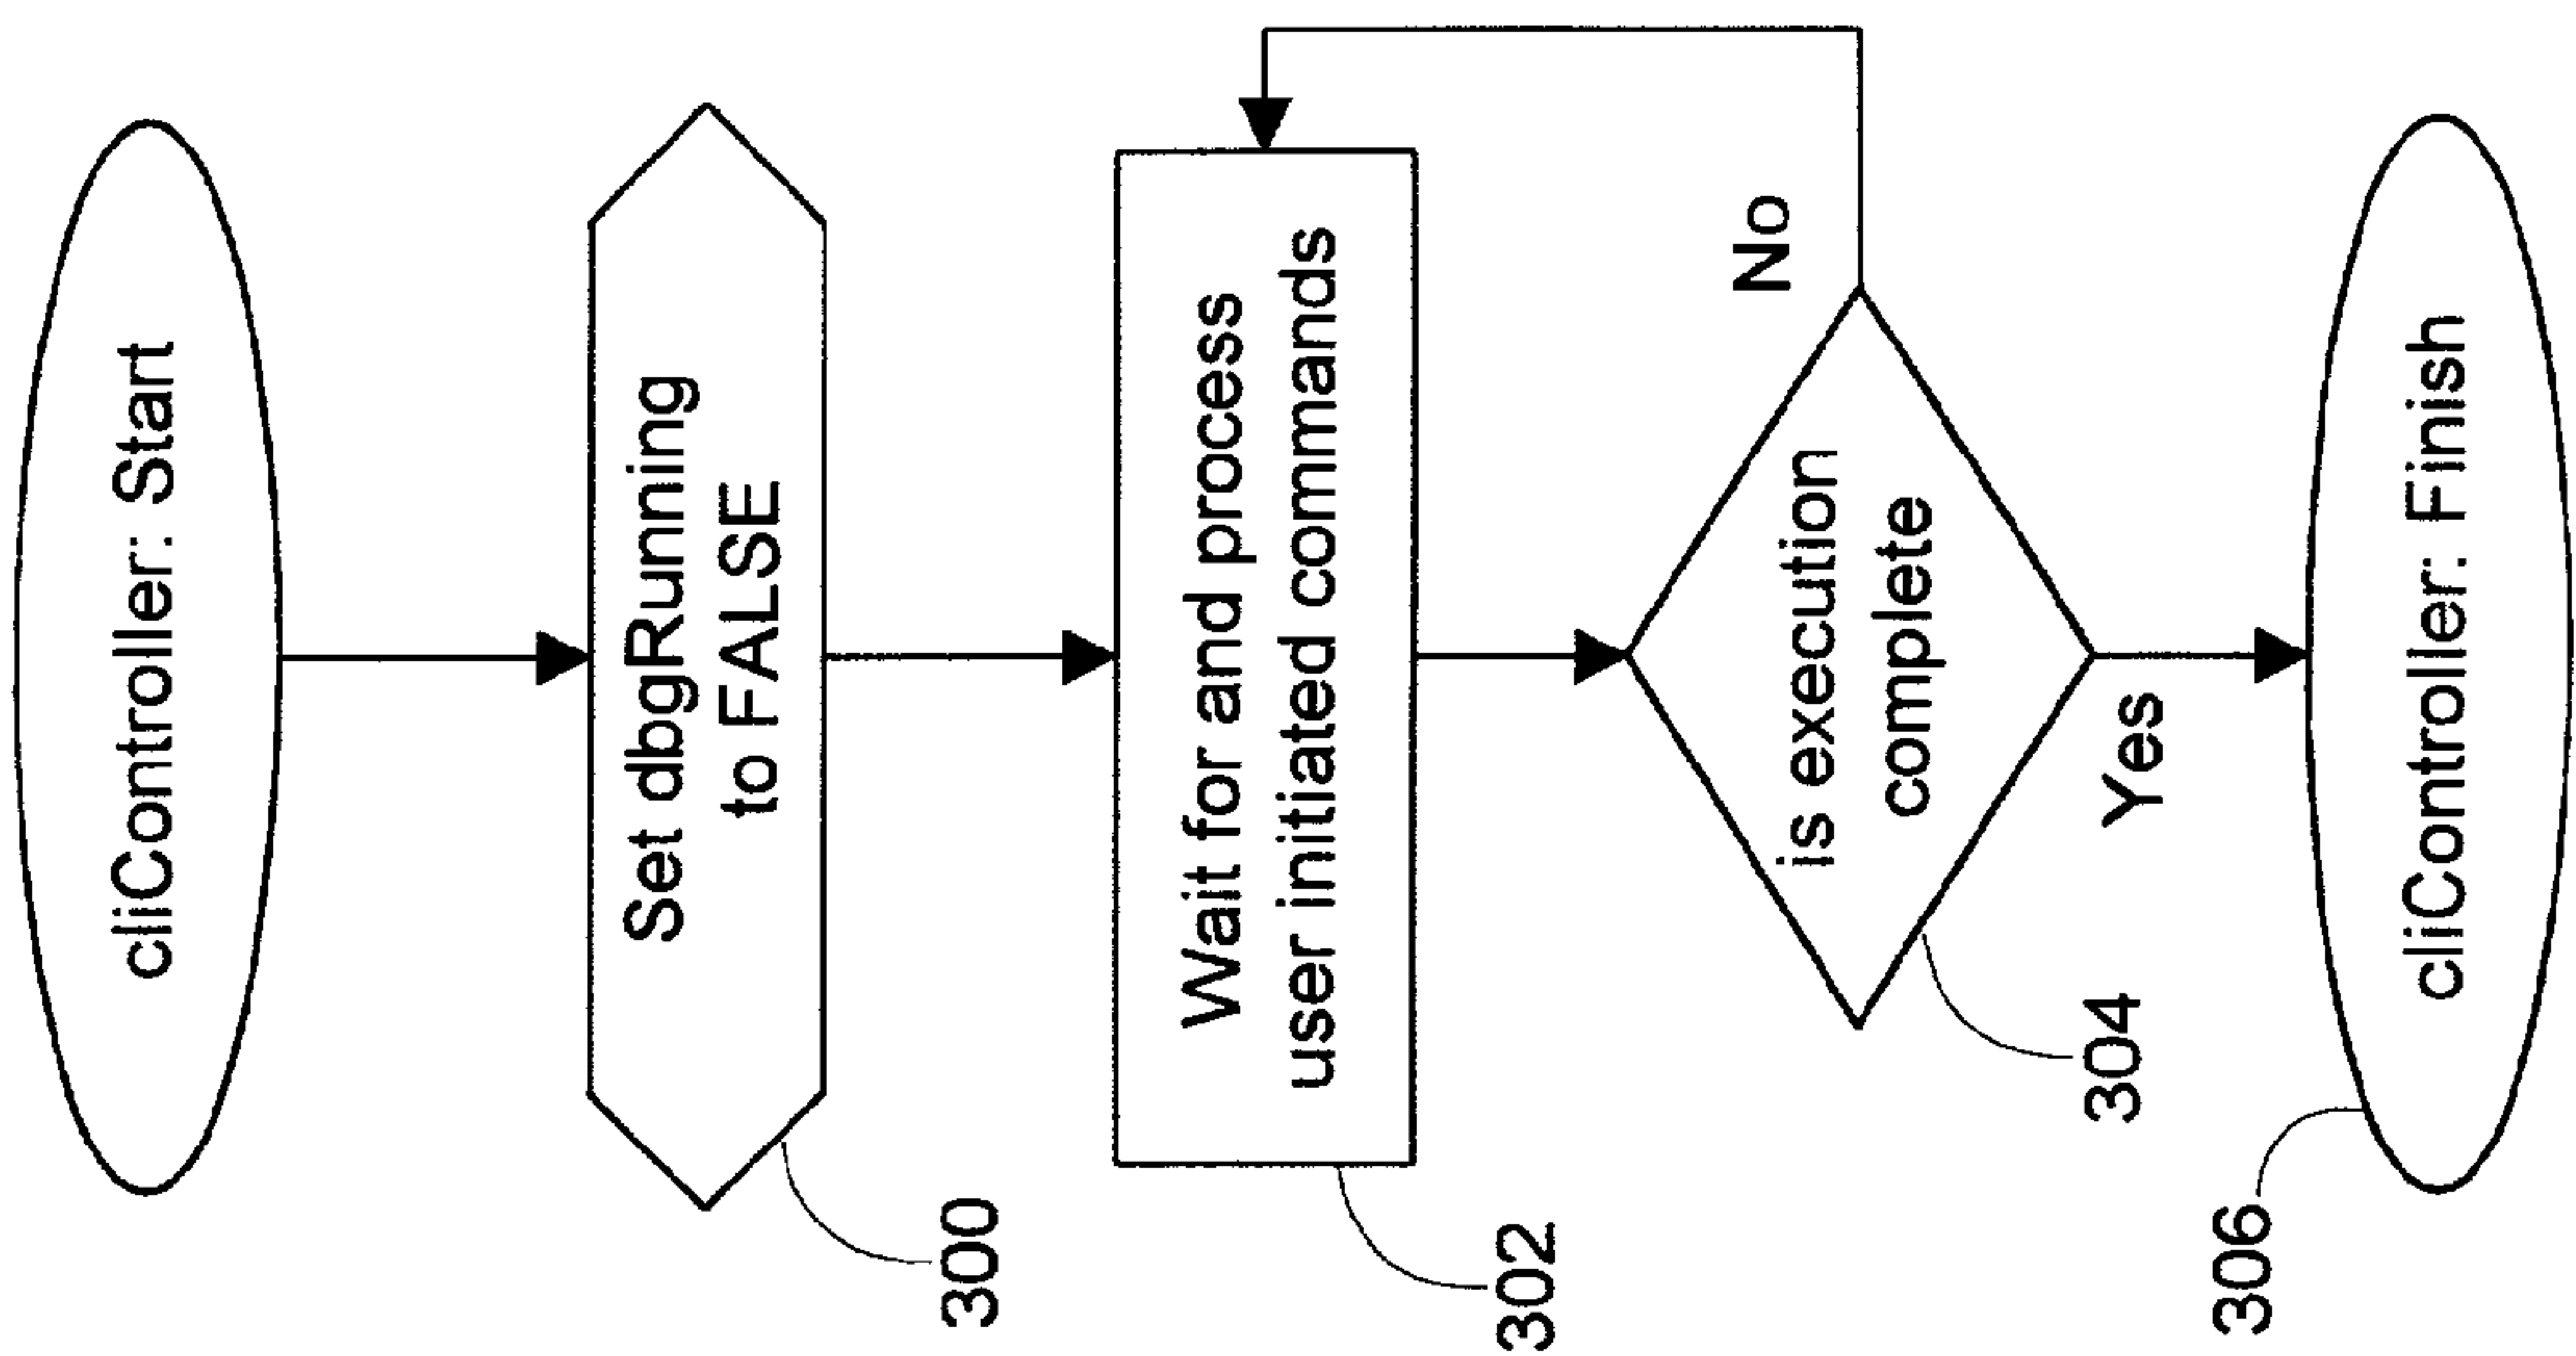 cliController: Start
Set dbgRunning
to FALSE
300
Wait for and process
user initiated commands
302
is execution
complete
No
304
Yes
cliController: Finish
306